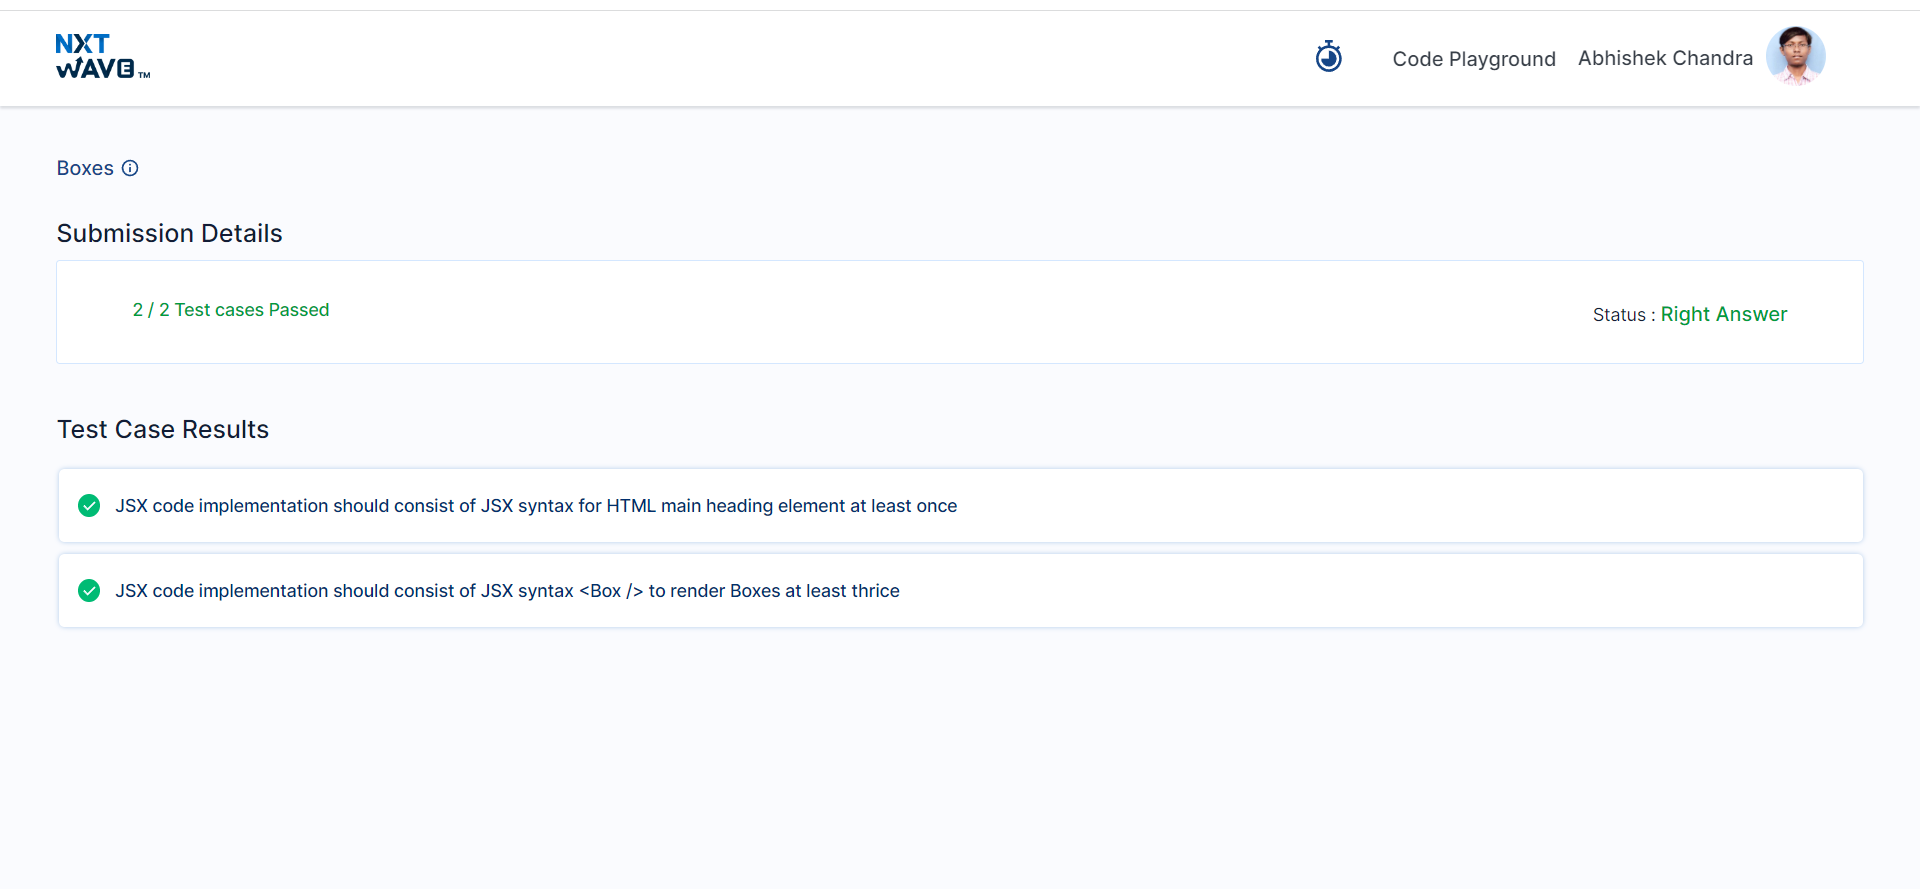 NXT
WAVE TM
Code Playground Abhishek Chandra
Boxes
Submission Details
2 / 2 Test cases Passed
Status : Right Answer
Test Case Results
JSX code implementation should consist of JSX syntax for HTML main heading element at least once
JSX code implementation should consist of JSX syntax <Box /> to render Boxes at least thrice